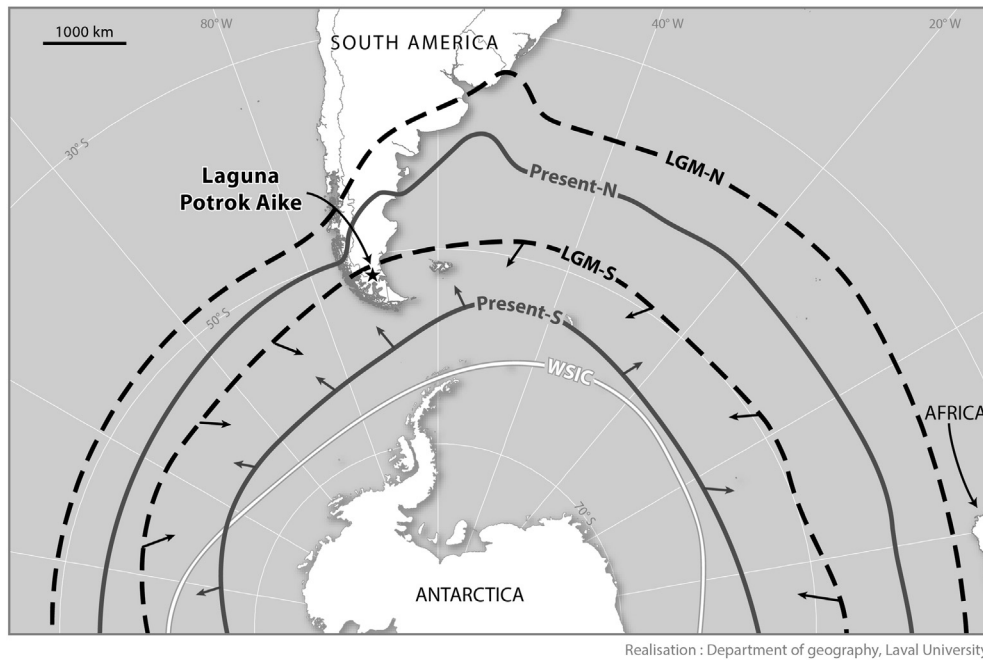 1000 km
80° W
40° W
20° W
SOUTH AMERICA
30° S
LGM-N
Laguna
Potrok Aike
Present-N
LGM-S
50° S
Present-S
WSIC
AFRICA
70° S
ANTARCTICA
Realisation : Department of geography, Laval University